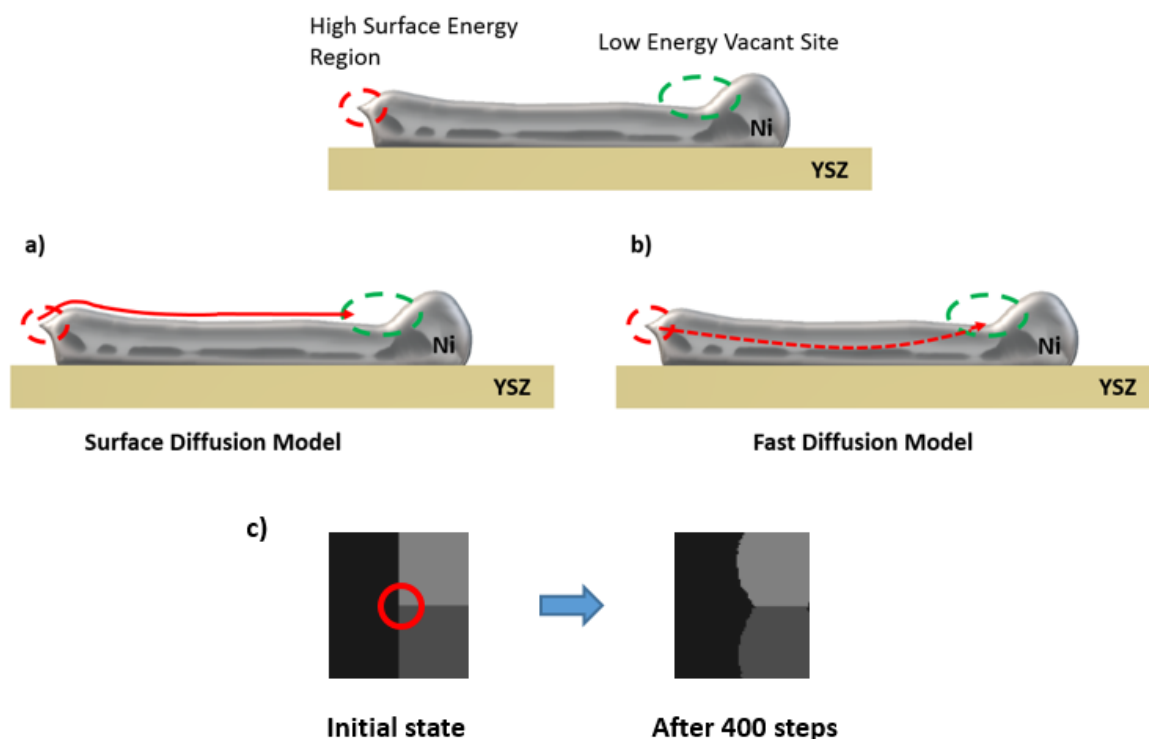 High Surface Energy
Region
Low Energy Vacant Site
Ni
YSZ
a)
b)
Ni
YSZ
Ni
YSZ
Surface Diffusion Model
Fast Diffusion Model
c)
Initial state
After 400 steps